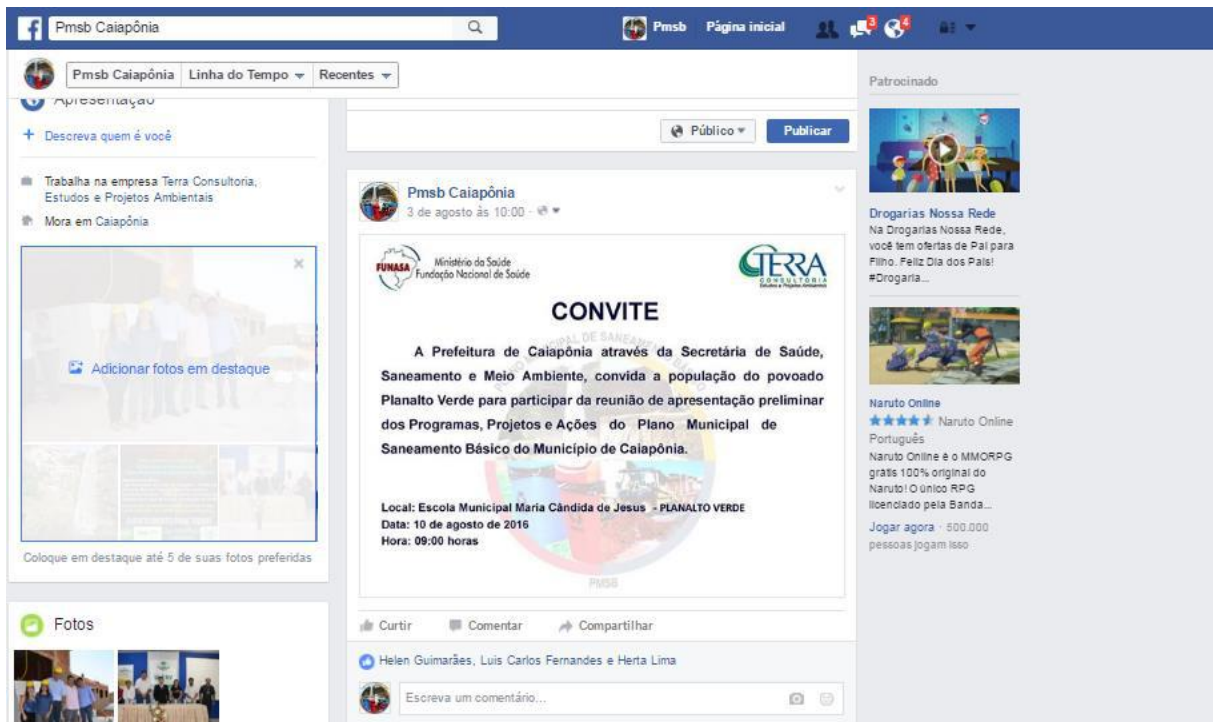 Pmsb Caiapônia
Pmsb Página inicial 3 4
Pmsb Caiapônia Linha do Tempo Recentes
Apresentação
Descreva quem é você
Trabalha na empresa Terra Consultoria,
Estudos e Projetos Ambientais
Mora em Caiapônia
Adicionar fotos em destaque
Coloque em destaque até 5 de suas fotos preferidas
Fotos
Público Publicar
Pmsb Caiapônia
3 de agosto às 10:00
FUNASA
Ministério da Saúde
Fundação Nacional de Saúde
TERRA
CONSULTORIA
Estudos e Projetos Ambientais
CONVITE
A Prefeitura de Caiapônia através da Secretária de Saúde,
Saneamento e Meio Ambiente, convida a população do povoado
Planalto Verde para participar da reunião de apresentação preliminar
dos Programas, Projetos e Ações do Plano Municipal de
Saneamento Básico do Município de Caiapônia.
Local: Escola Municipal Maria Cândida de Jesus - PLANALTO VERDE
Data: 10 de agosto de 2016
Hora: 09:00 horas
PMSB
Curtir Comentar Compartilhar
Helen Guimarães, Luis Carlos Fernandes e Herta Lima
Escreva um comentário...
Patrocinado
Drogarias Nossa Rede
Na Drogarias Nossa Rede,
você tem ofertas de Pai para
Filho. Feliz Dia dos Pais!
#Drogaria...
Naruto Online
Naruto Online
Português
Naruto Online é o MMORPG
grátis 100% original do
Naruto! O único RPG
licenciado pela Banda...
Jogar agora · 500.000
pessoas jogam isso